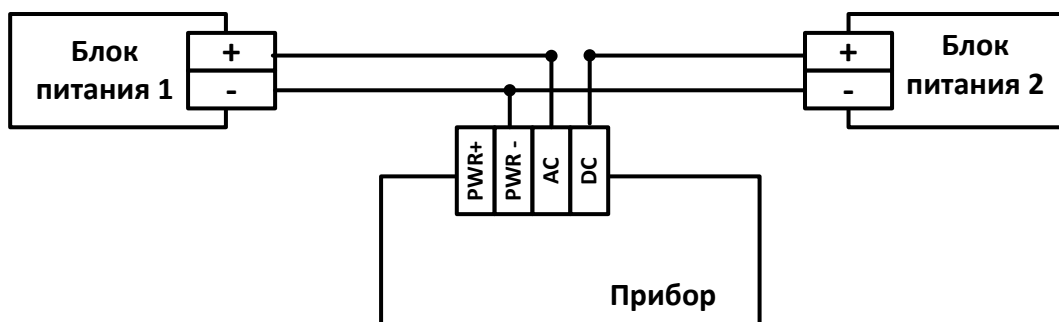 Блок
питания 1
+
-
+
-
Блок
питания 2
PWR+
PWR -
AC
DC
Прибор